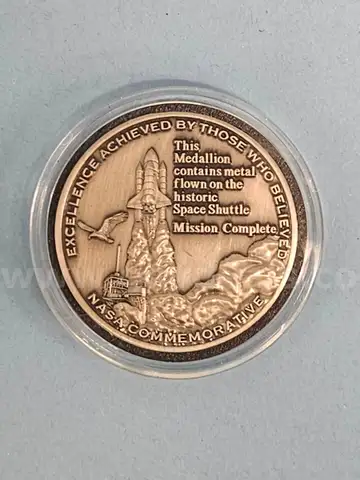 EXCELLENCE ACHIEVED BY THOSE WHO BELIEVED
This
Medallion
contains metal
flown on the
historic
Space Shuttle
Mission Complete
NASA COMMEMORATIVE